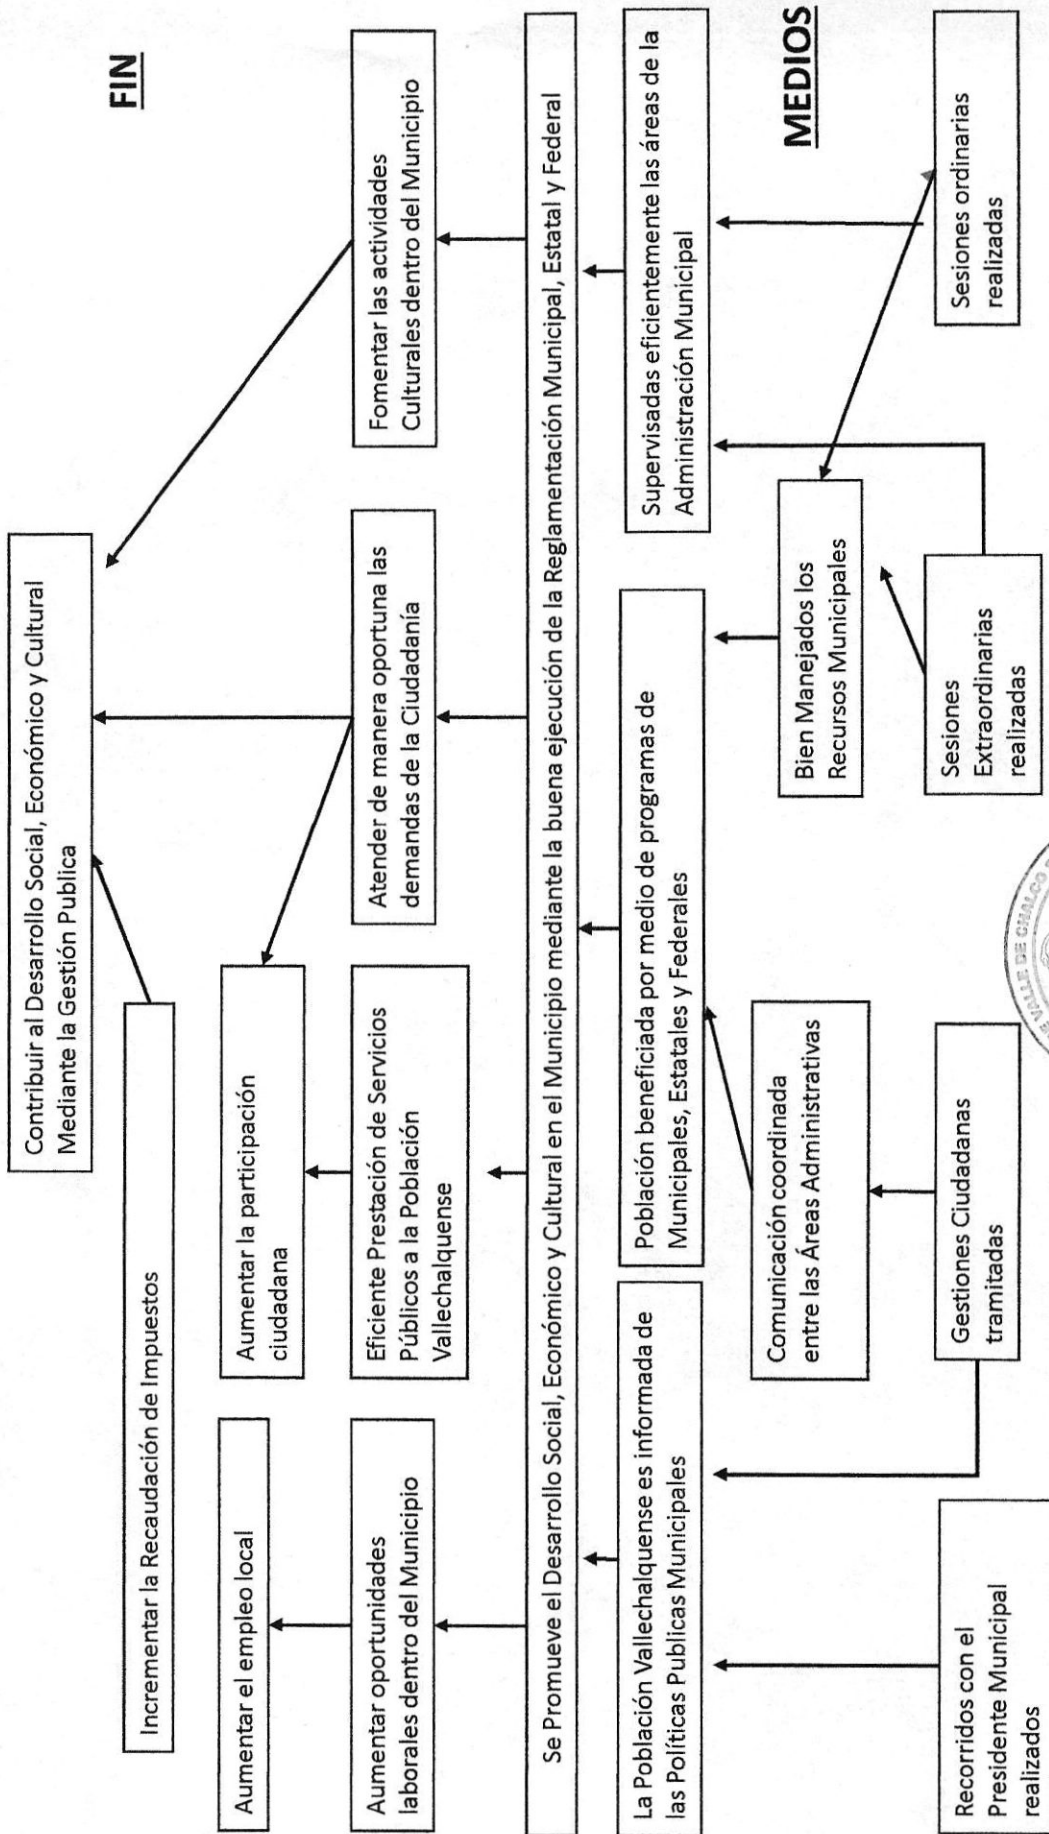 FIN
Contribuir al Desarrollo Social, Económico y Cultural
Mediante la Gestión Publica
Incrementar la Recaudación de Impuestos
Aumentar el empleo local
Aumentar la participación
ciudadana
Aumentar oportunidades
laborales dentro del Municipio
Eficiente Prestación de Servicios
Públicos a la Población
Vallechalquense
Atender de manera oportuna las
demandas de la Ciudadanía
Fomentar las actividades
Culturales dentro del Municipio
Se Promueve el Desarrollo Social, Económico y Cultural en el Municipio mediante la buena ejecución de la Reglamentación Municipal, Estatal y Federal
La Población Vallechalquense es informada de
las Políticas Publicas Municipales
Población beneficiada por medio de programas de
Municipales, Estatales y Federales
Supervisadas eficientemente las áreas de la
Administración Municipal
MEDIOS
Comunicación coordinada
entre las Áreas Administrativas
Bien Manejados los
Recursos Municipales
Recorridos con el
Presidente Municipal
realizados
Gestiones Ciudadanas
tramitadas
Sesiones
Extraordinarias
realizadas
Sesiones ordinarias
realizadas
VALLE DE CHALCO